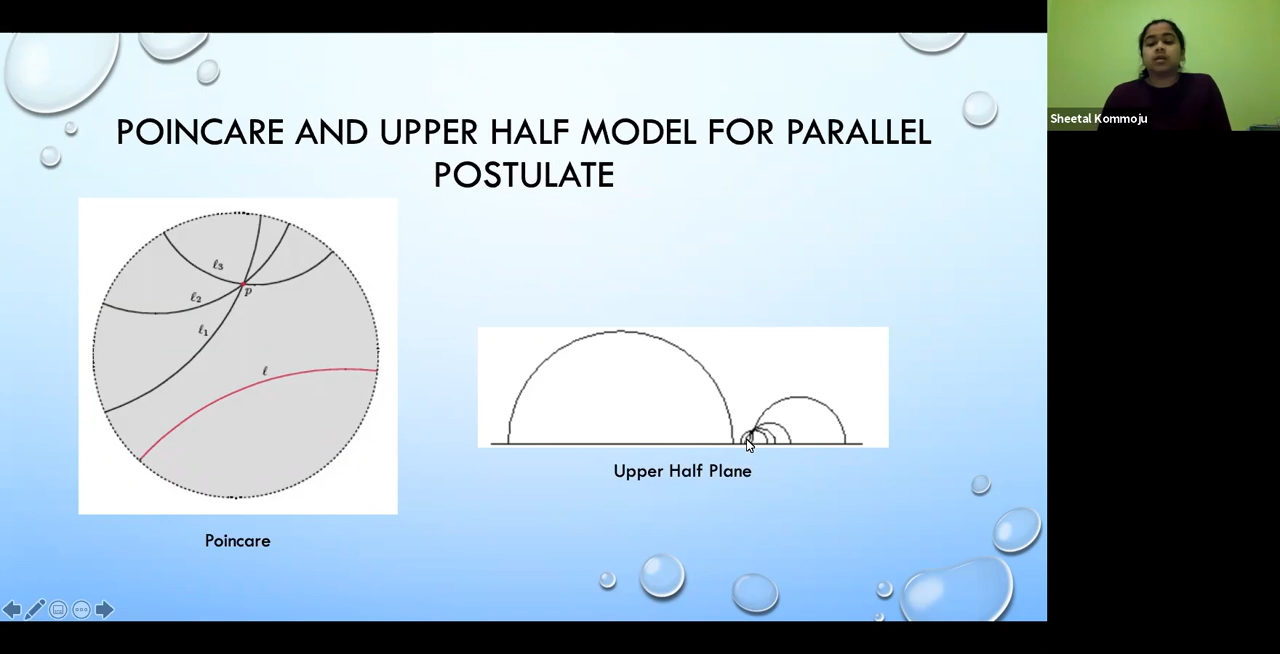 POINCARE AND UPPER HALF MODEL FOR PARALLEL
POSTULATE
Sheetal Kommoju
ℓ3
p
ℓ2
ℓ1
ℓ
Upper Half Plane
Poincare